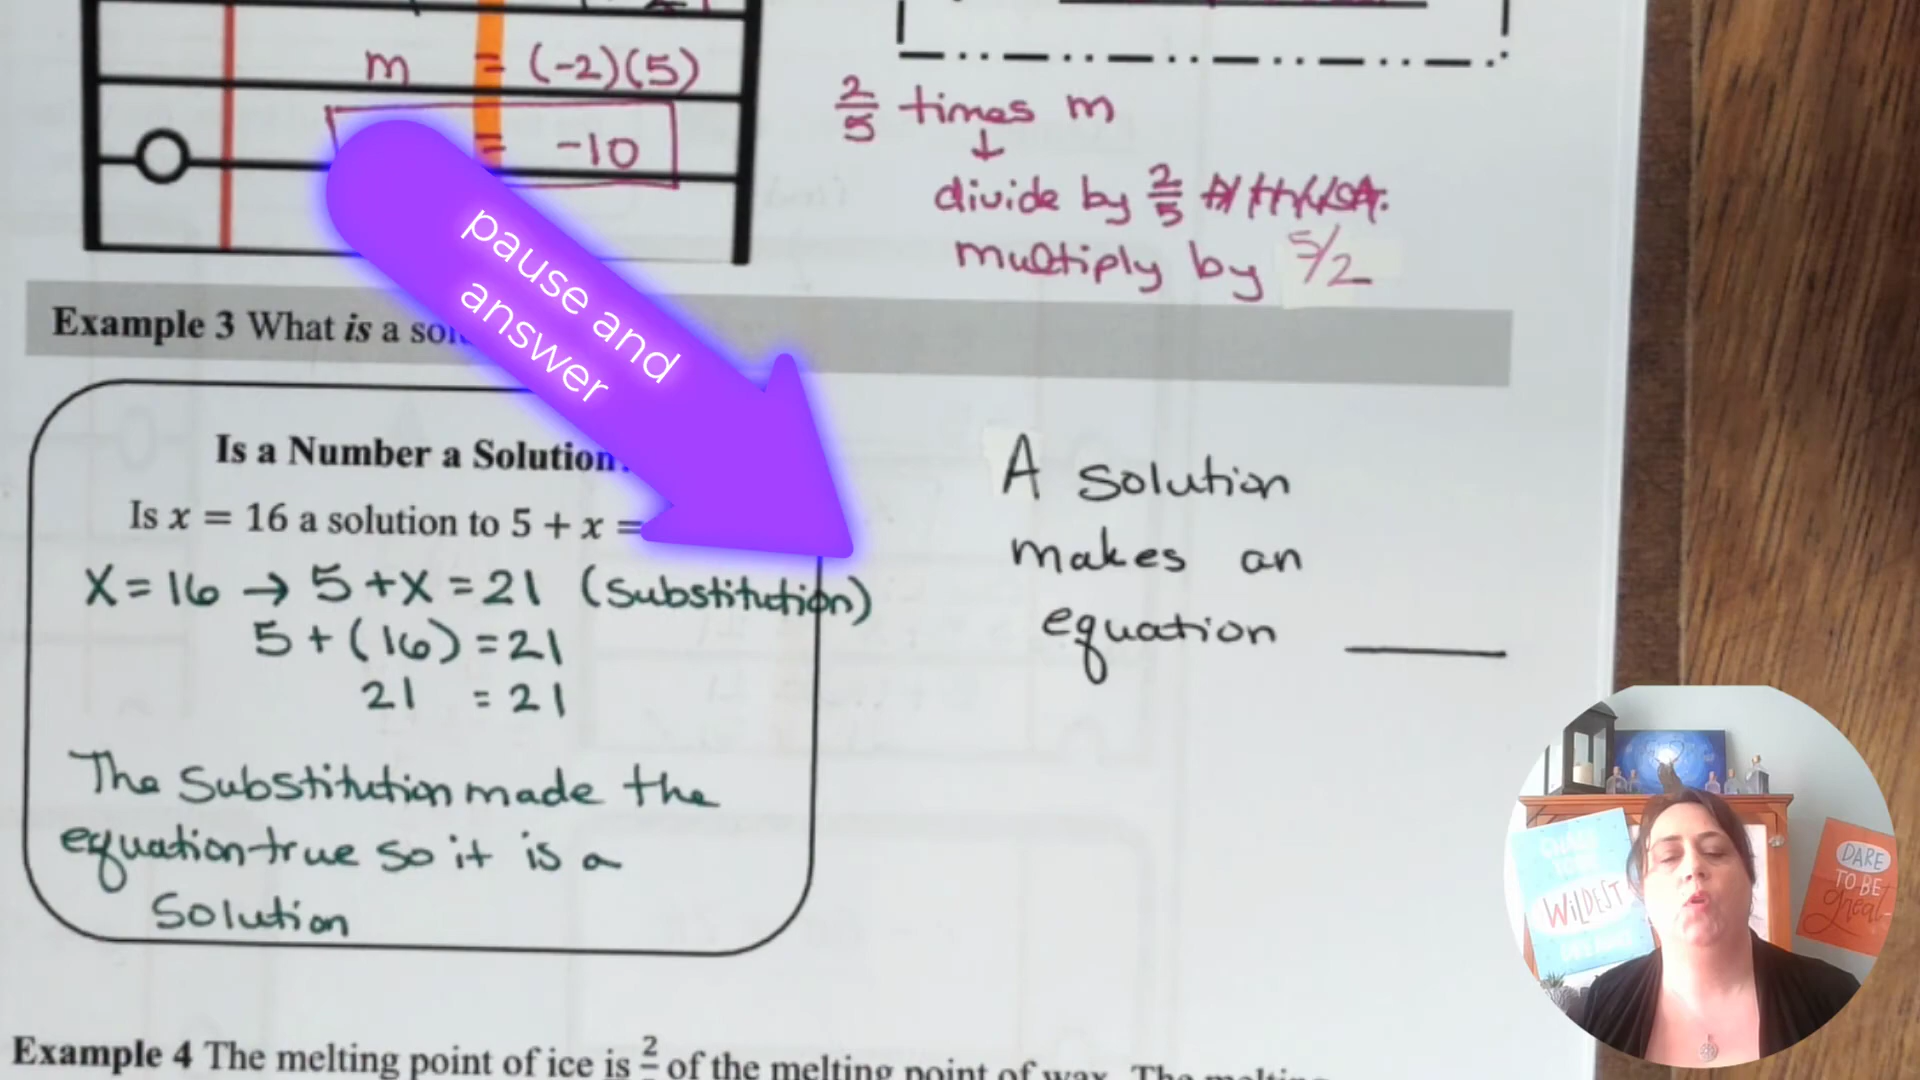 m = (-2)(5)
= -10
2/5 times m
↓
divide by 2/5
multiply by 5/2
pause and
answer
Example 3 What is a
Is a Number a Solution
Is x = 16 a solution to 5 + x =
x = 16 → 5 + x = 21 (Substitution)
5 + (16) = 21
21 = 21
The Substitution made the
equation true so it is a
Solution
A solution
makes an
equation ____
Example 4 The melting point of ice is of the melting point of wax. The
WILDEST
DARE
TO BE
great